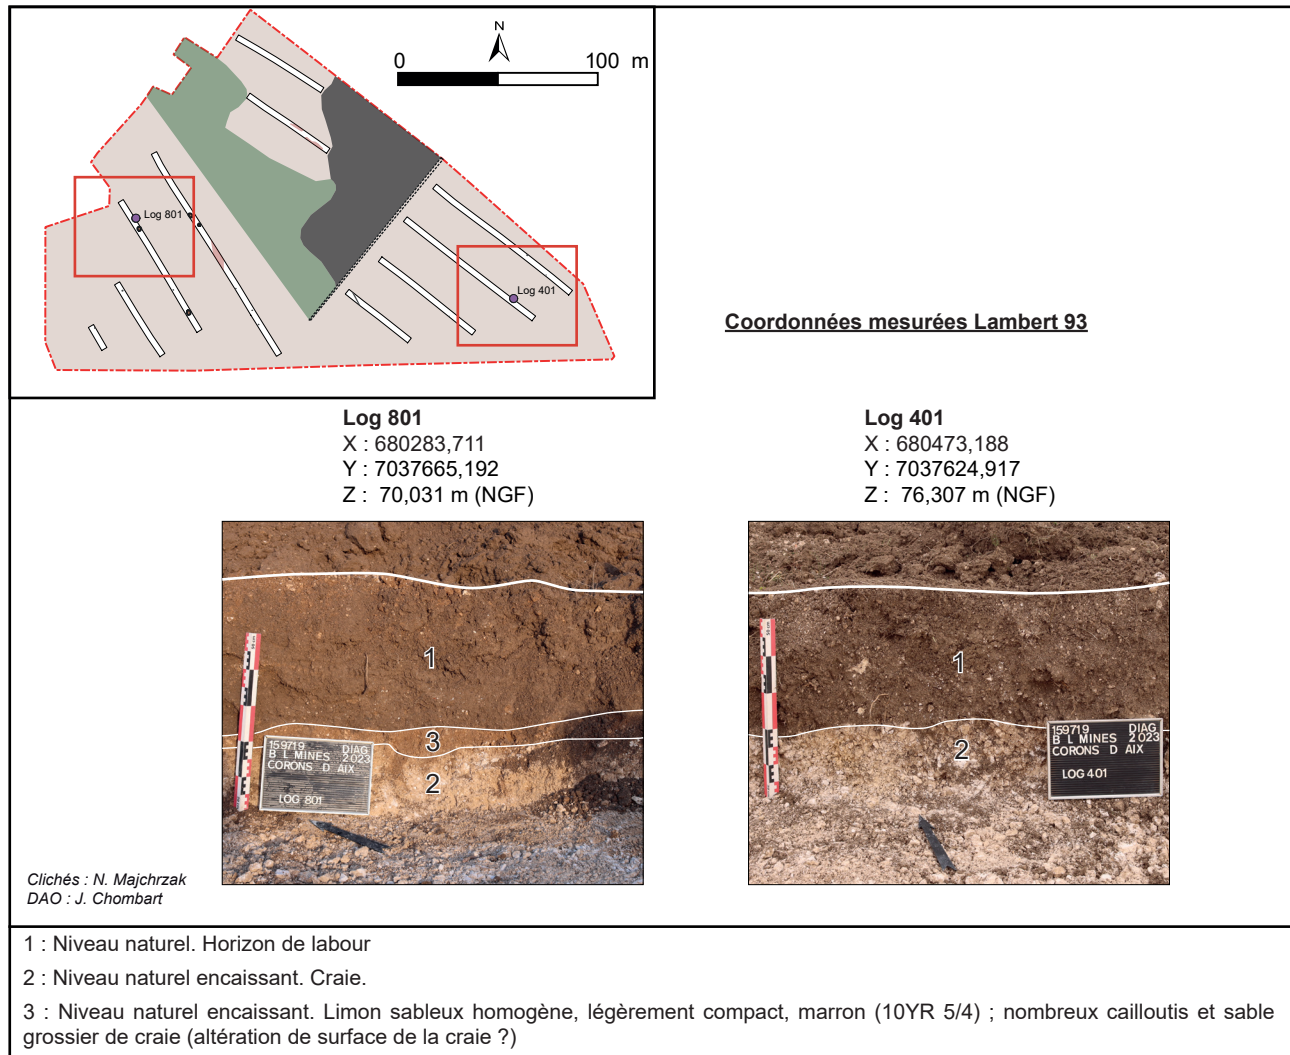 N
0 100 m
Log 801
Log 401
Coordonnées mesurées Lambert 93
Log 801
X : 680283,711
Y : 7037665,192
Z : 70,031 m (NGF)
Log 401
X : 680473,188
Y : 7037624,917
Z : 76,307 m (NGF)
1
3
2
159719 DIAG
B L MINES 2023
CORONS D AIX
LOG 801
1
2
159719 DIAG
B L MINES 2023
CORONS D AIX
LOG 401
Clichés : N. Majchrzak
DAO : J. Chombart
1 : Niveau naturel. Horizon de labour
2 : Niveau naturel encaissant. Craie.
3 : Niveau naturel encaissant. Limon sableux homogène, légèrement compact, marron (10YR 5/4) ; nombreux cailloutis et sable
grossier de craie (altération de surface de la craie ?)